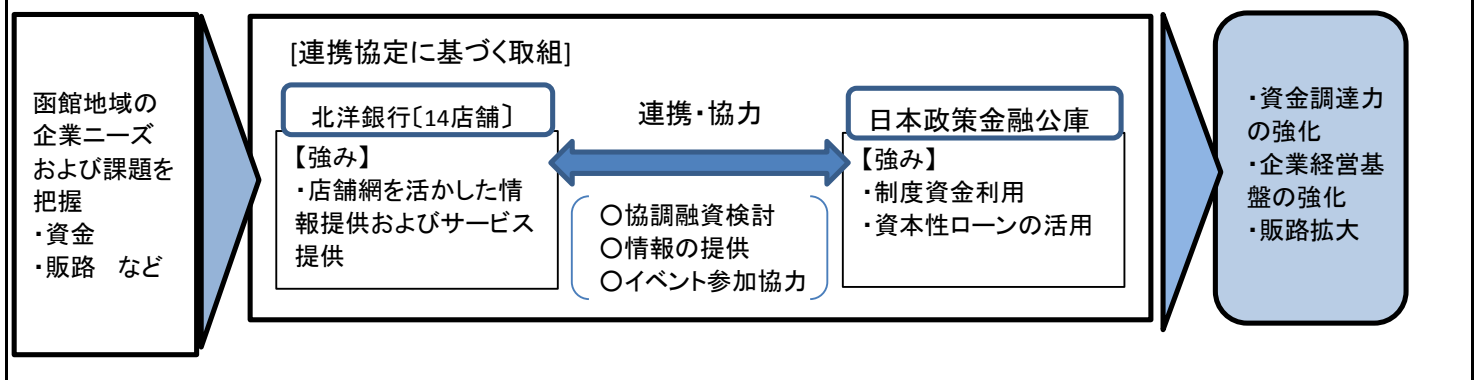 函館地域の
企業ニーズ
および課題を
把握
・資金
・販路　など
[連携協定に基づく取組]
北洋銀行〔14店舗〕
【強み】
・店舗網を活かした情
報提供およびサービス
提供
連携・協力
〇協調融資検討
〇情報の提供
〇イベント参加協力
日本政策金融公庫
【強み】
・制度資金利用
・資本性ローンの活用
・資金調達力
の強化
・企業経営基
盤の強化
・販路拡大